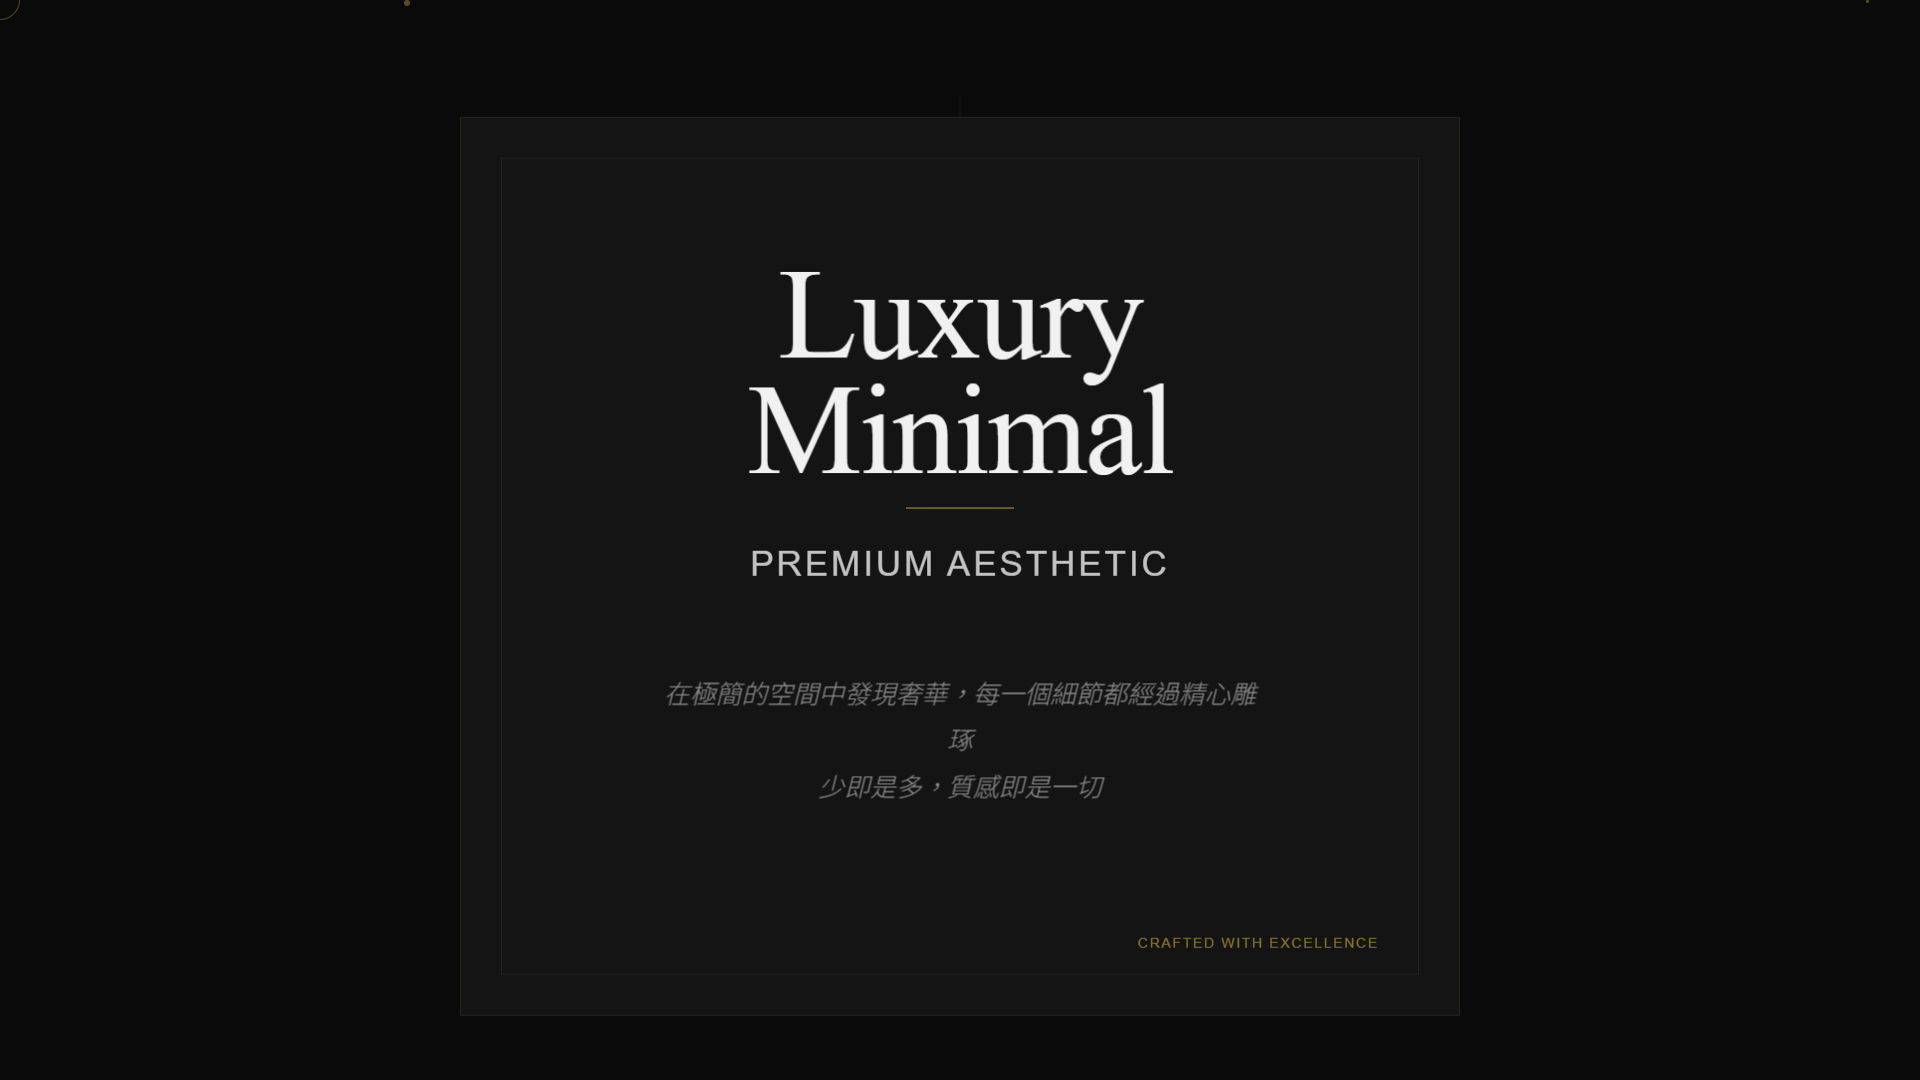 Luxury
Minimal
PREMIUM AESTHETIC
在極簡的空間中發現奢華，每一個細節都經過精心雕
琢
少即是多，質感即是一切
CRAFTED WITH EXCELLENCE